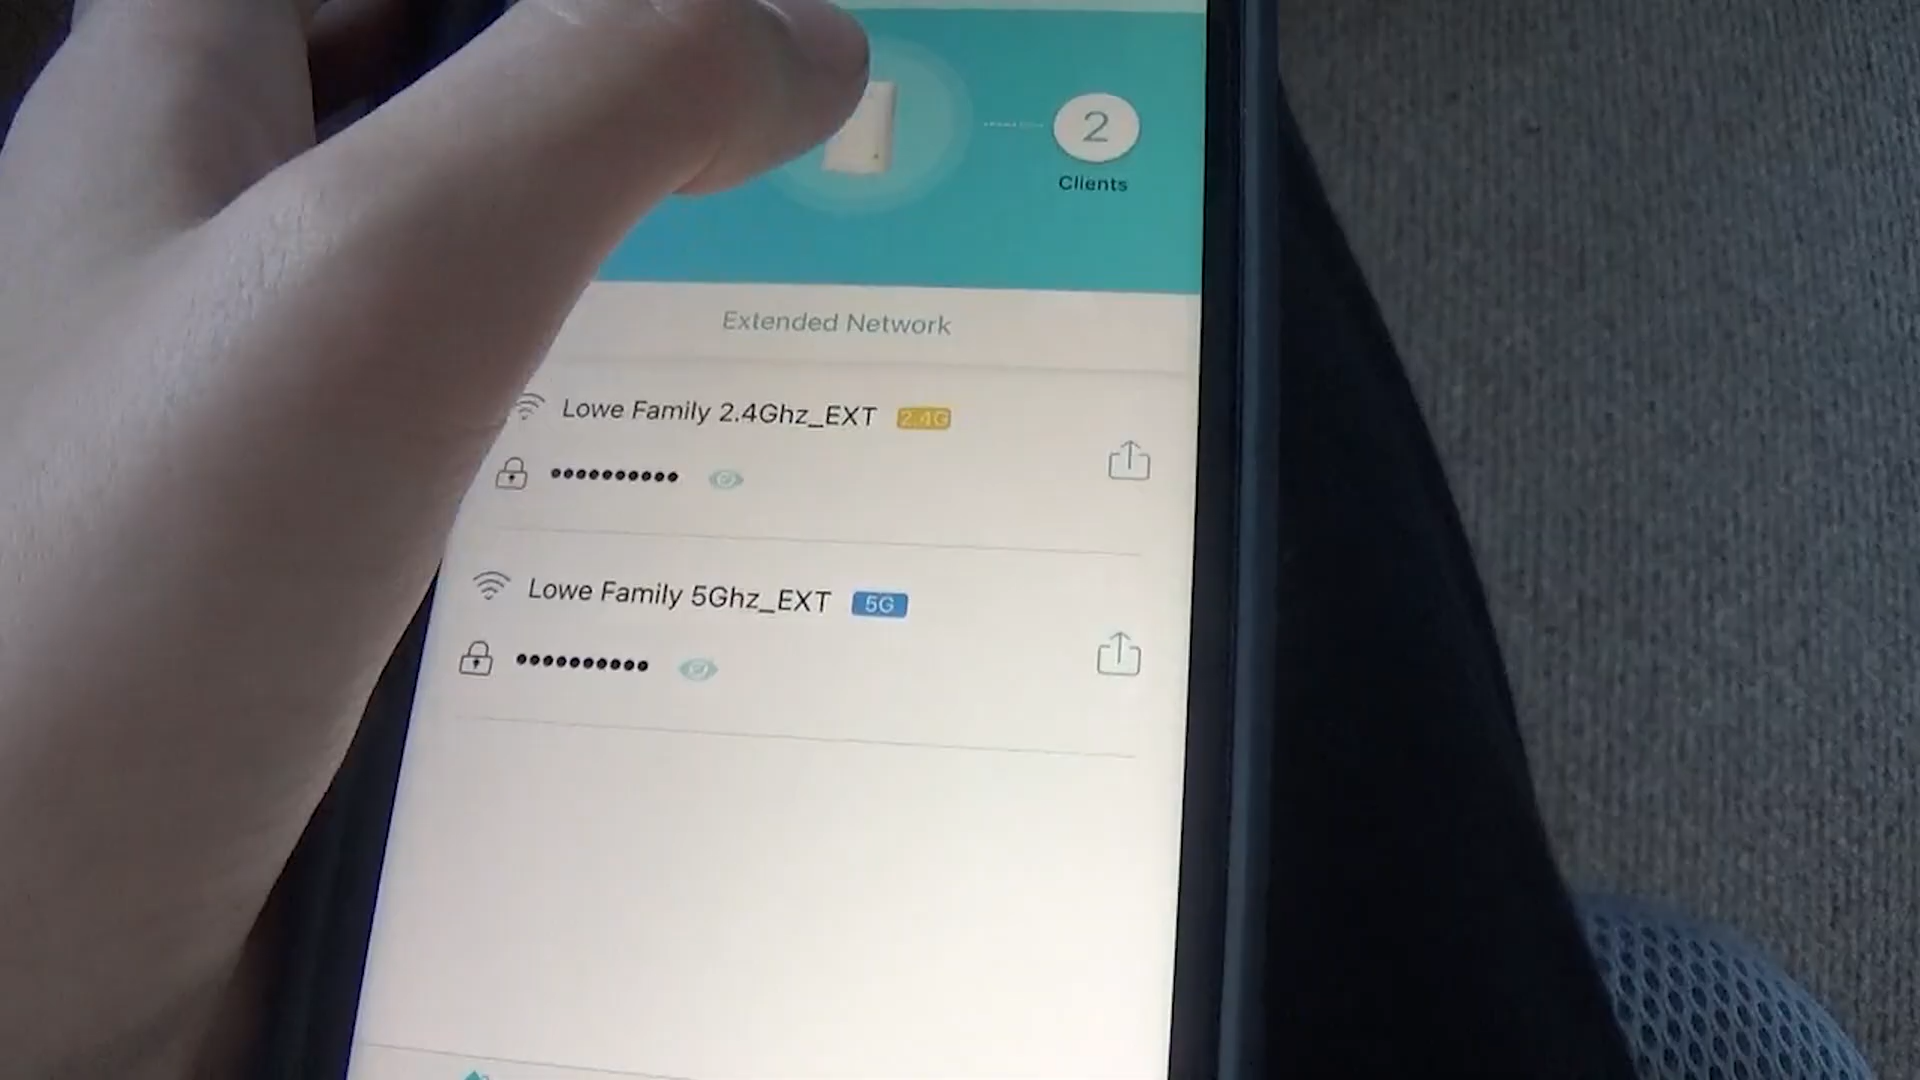 2
Clients
Extended Network
Lowe Family 2.4Ghz_EXT 2.4G
••••••••••
Lowe Family 5Ghz_EXT 5G
••••••••••